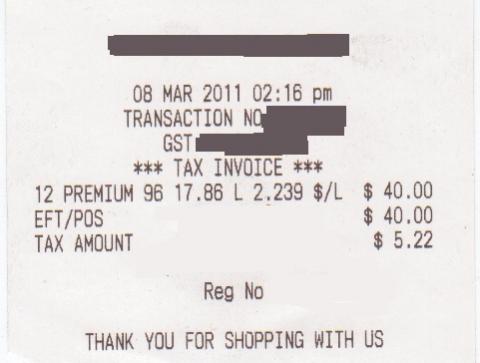 08 MAR 2011 02:16 pm
TRANSACTION NO
GST
*** TAX INVOICE ***
12 PREMIUM 96 17.86 L 2.239 $/L $ 40.00
EFT/POS $ 40.00
TAX AMOUNT $ 5.22
Reg No
THANK YOU FOR SHOPPING WITH US